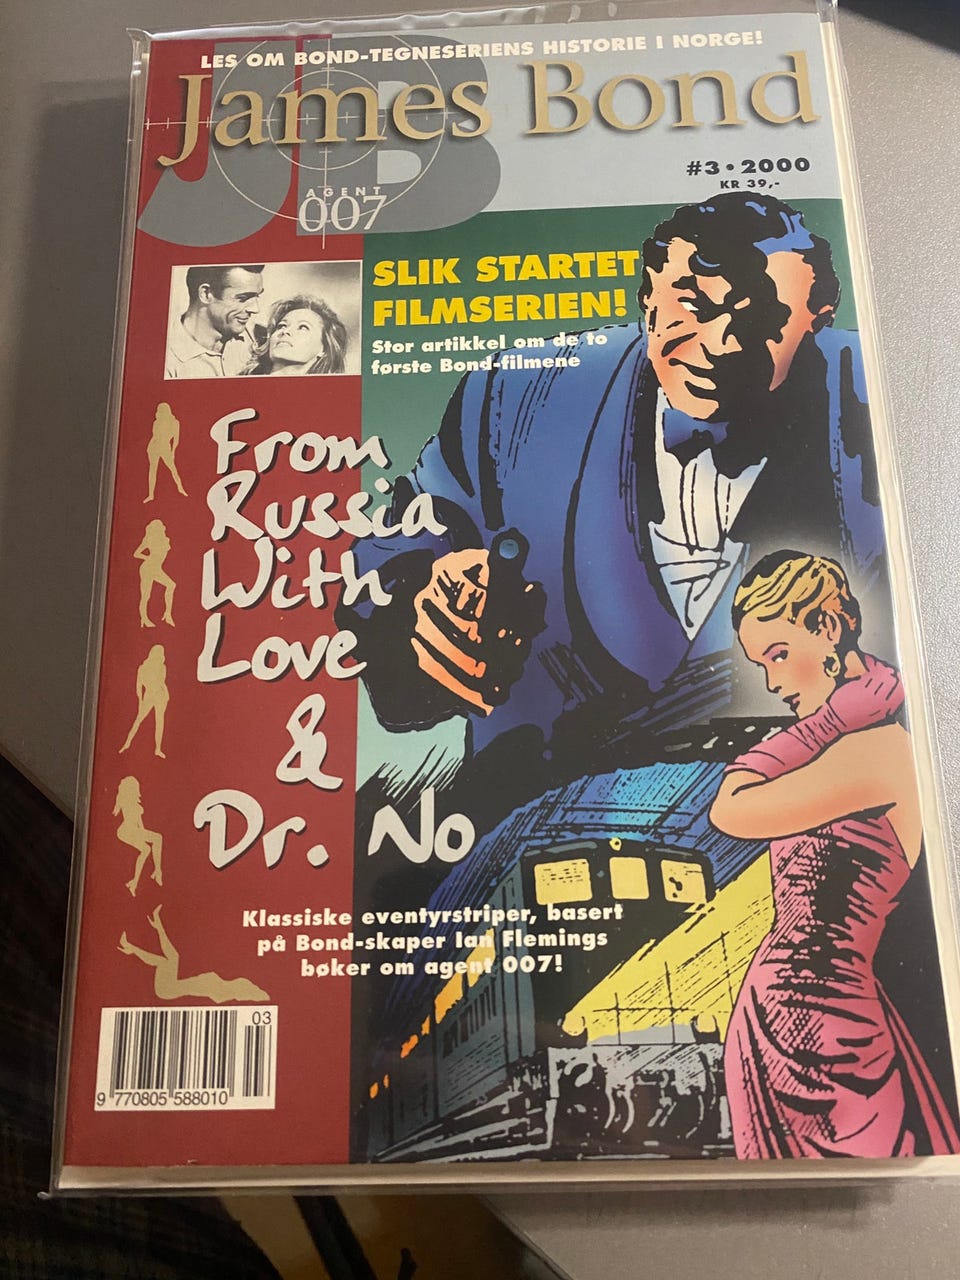 LES OM BOND-TEGNESERIENS HISTORIE I NORGE!
JB
James Bond
AGENT
007
#3 • 2000
KR 39,-
SLIK STARTET
FILMSERIEN!
Stor artikkel om de to
første Bond-filmene
From
Russia
With
Love
&
Dr. No
Klassiske eventyrstriper, basert
på Bond-skaper Ian Flemings
bøker om agent 007!
03
9 770805 588010